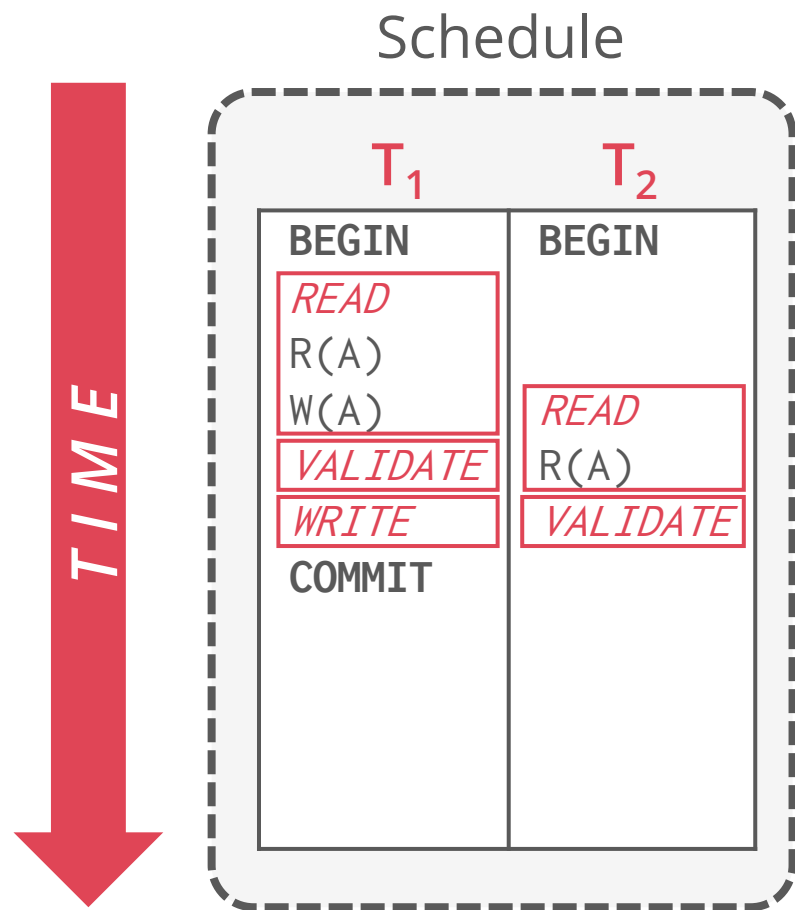 Schedule
TIME
T₁ T₂
BEGIN BEGIN
READ
R(A)
W(A) READ
VALIDATE R(A)
WRITE VALIDATE
COMMIT